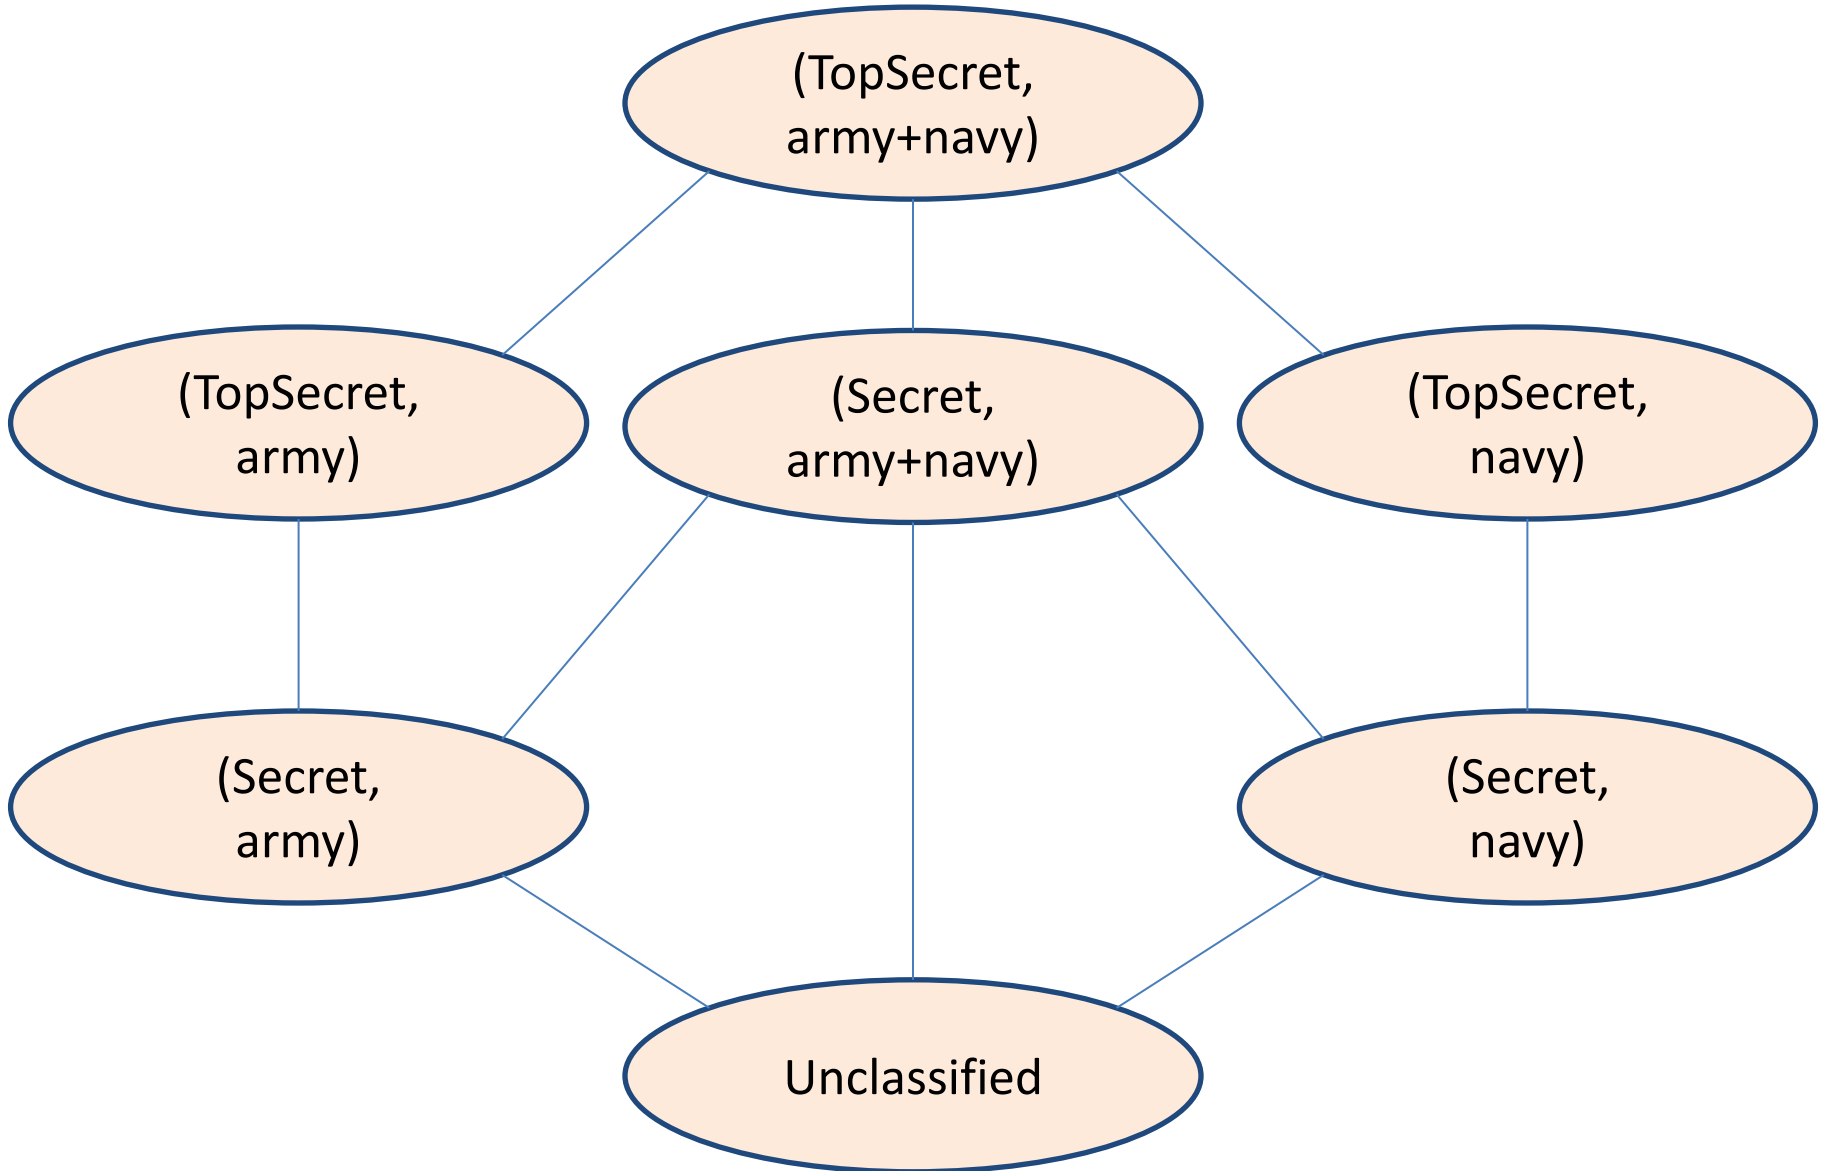 (TopSecret,
army+navy)
(TopSecret,
army)
(Secret,
army+navy)
(TopSecret,
navy)
(Secret,
army)
(Secret,
navy)
Unclassified